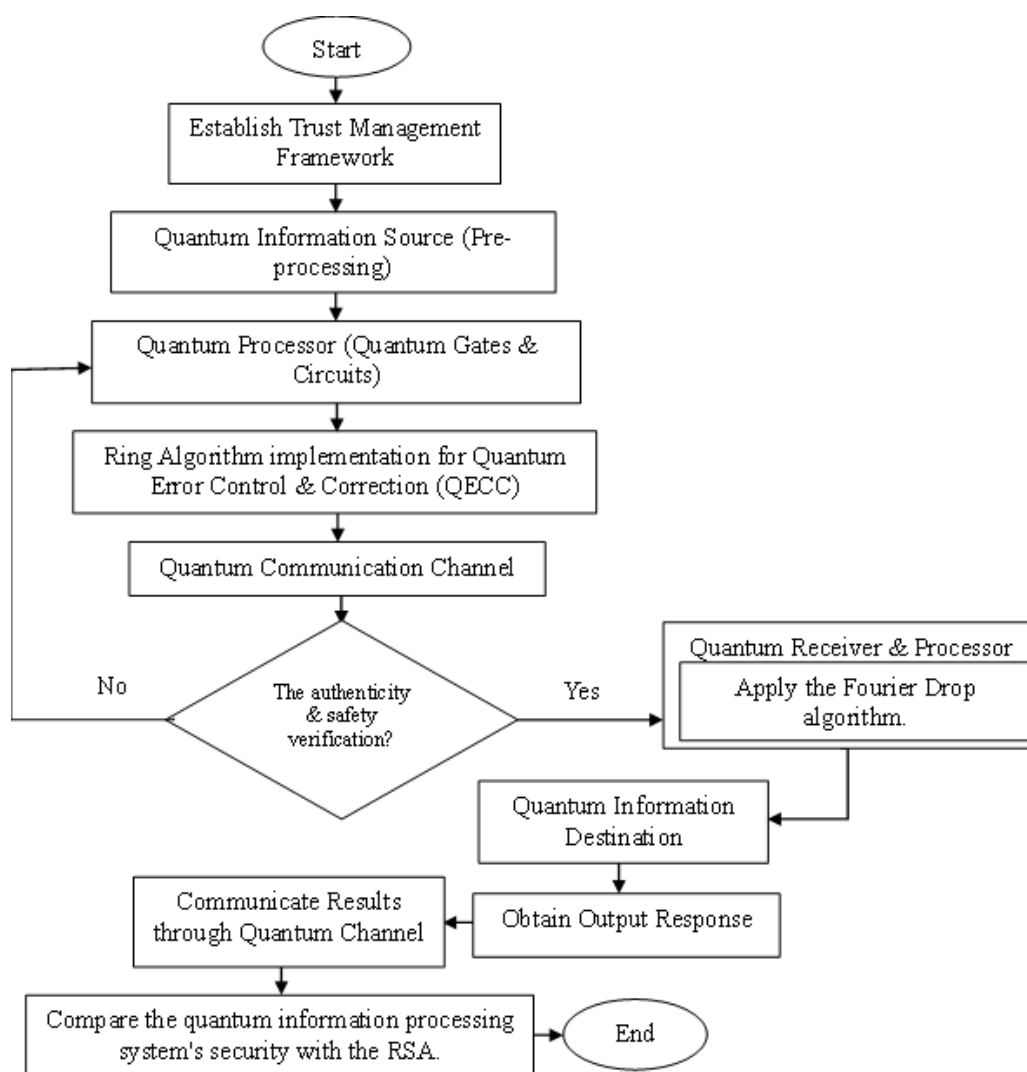 Start
Establish Trust Management
Framework
Quantum Information Source (Pre-
processing)
Quantum Processor (Quantum Gates &
Circuits)
Ring Algorithm implementation for Quantum
Error Control & Correction (QECC)
Quantum Communication Channel
The authenticity
& safety
verification?
No
Yes
Quantum Receiver & Processor
Apply the Fourier Drop
algorithm.
Quantum Information
Destination
Obtain Output Response
Communicate Results
through Quantum Channel
Compare the quantum information processing
system's security with the RSA.
End